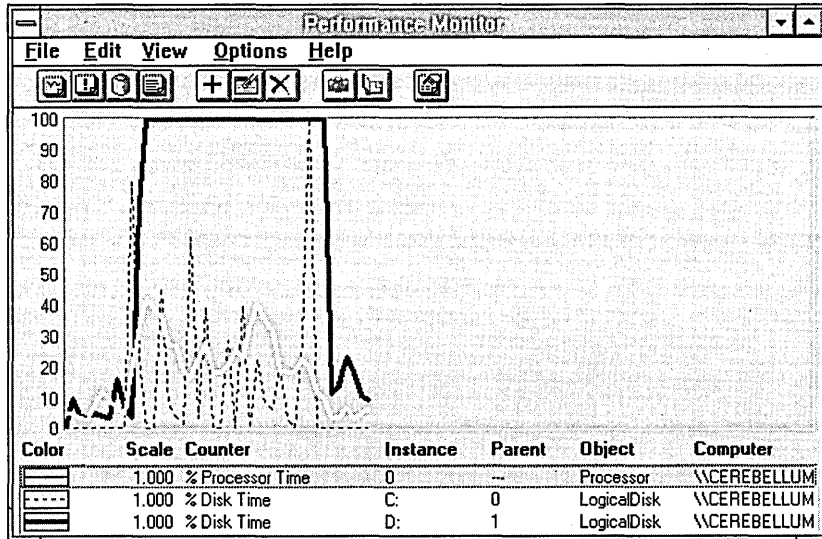 Performance Monitor
File Edit View Options Help
100
90
80
70
60
50
40
30
20
10
0
Color Scale Counter Instance Parent Object Computer
1.000 % Processor Time 0 -- Processor \\CEREBELLUM
1.000 % Disk Time C: 0 LogicalDisk \\CEREBELLUM
1.000 % Disk Time D: 1 LogicalDisk \\CEREBELLUM